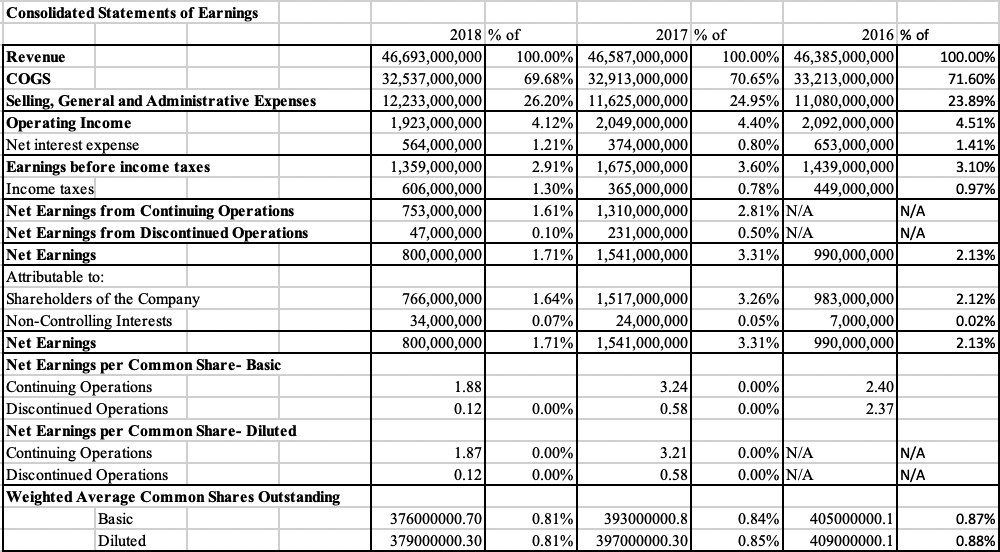 Consolidated Statements of Earnings
2018 % of 2017 % of 2016 % of
Revenue 46,693,000,000 100.00% 46,587,000,000 100.00% 46,385,000,000 100.00%
COGS 32,537,000,000 69.68% 32,913,000,000 70.65% 33,213,000,000 71.60%
Selling, General and Administrative Expenses 12,233,000,000 26.20% 11,625,000,000 24.95% 11,080,000,000 23.89%
Operating Income 1,923,000,000 4.12% 2,049,000,000 4.40% 2,092,000,000 4.51%
Net interest expense 564,000,000 1.21% 374,000,000 0.80% 653,000,000 1.41%
Earnings before income taxes 1,359,000,000 2.91% 1,675,000,000 3.60% 1,439,000,000 3.10%
Income taxes 606,000,000 1.30% 365,000,000 0.78% 449,000,000 0.97%
Net Earnings from Continuing Operations 753,000,000 1.61% 1,310,000,000 2.81% N/A N/A
Net Earnings from Discontinued Operations 47,000,000 0.10% 231,000,000 0.50% N/A N/A
Net Earnings 800,000,000 1.71% 1,541,000,000 3.31% 990,000,000 2.13%
Attributable to:
Shareholders of the Company 766,000,000 1.64% 1,517,000,000 3.26% 983,000,000 2.12%
Non-Controlling Interests 34,000,000 0.07% 24,000,000 0.05% 7,000,000 0.02%
Net Earnings 800,000,000 1.71% 1,541,000,000 3.31% 990,000,000 2.13%
Net Earnings per Common Share- Basic
Continuing Operations 1.88 3.24 0.00% 2.40
Discontinued Operations 0.12 0.00% 0.58 0.00% 2.37
Net Earnings per Common Share- Diluted
Continuing Operations 1.87 0.00% 3.21 0.00% N/A N/A
Discontinued Operations 0.12 0.00% 0.58 0.00% N/A N/A
Weighted Average Common Shares Outstanding
Basic 376000000.70 0.81% 393000000.8 0.84% 405000000.1 0.87%
Diluted 379000000.30 0.81% 397000000.30 0.85% 409000000.1 0.88%